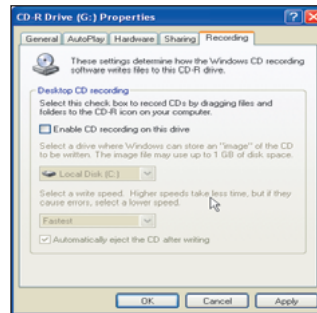 CD-R Drive (G:) Properties
General AutoPlay Hardware Sharing Recording
These settings determine how the Windows CD recording
software writes files to this CD-R drive.
Desktop CD recording
Select this check box to record CDs by dragging files and
folders to the CD-R icon on your computer.
Enable CD recording on this drive
Select a drive where Windows can store an "image" of the CD
to be written. The image file may use up to 1 GB of disk space.
Local Disk (C:)
Select a write speed. Higher speeds take less time, but if they
cause errors, select a lower speed.
Fastest
Automatically eject the CD after writing
OK Cancel Apply